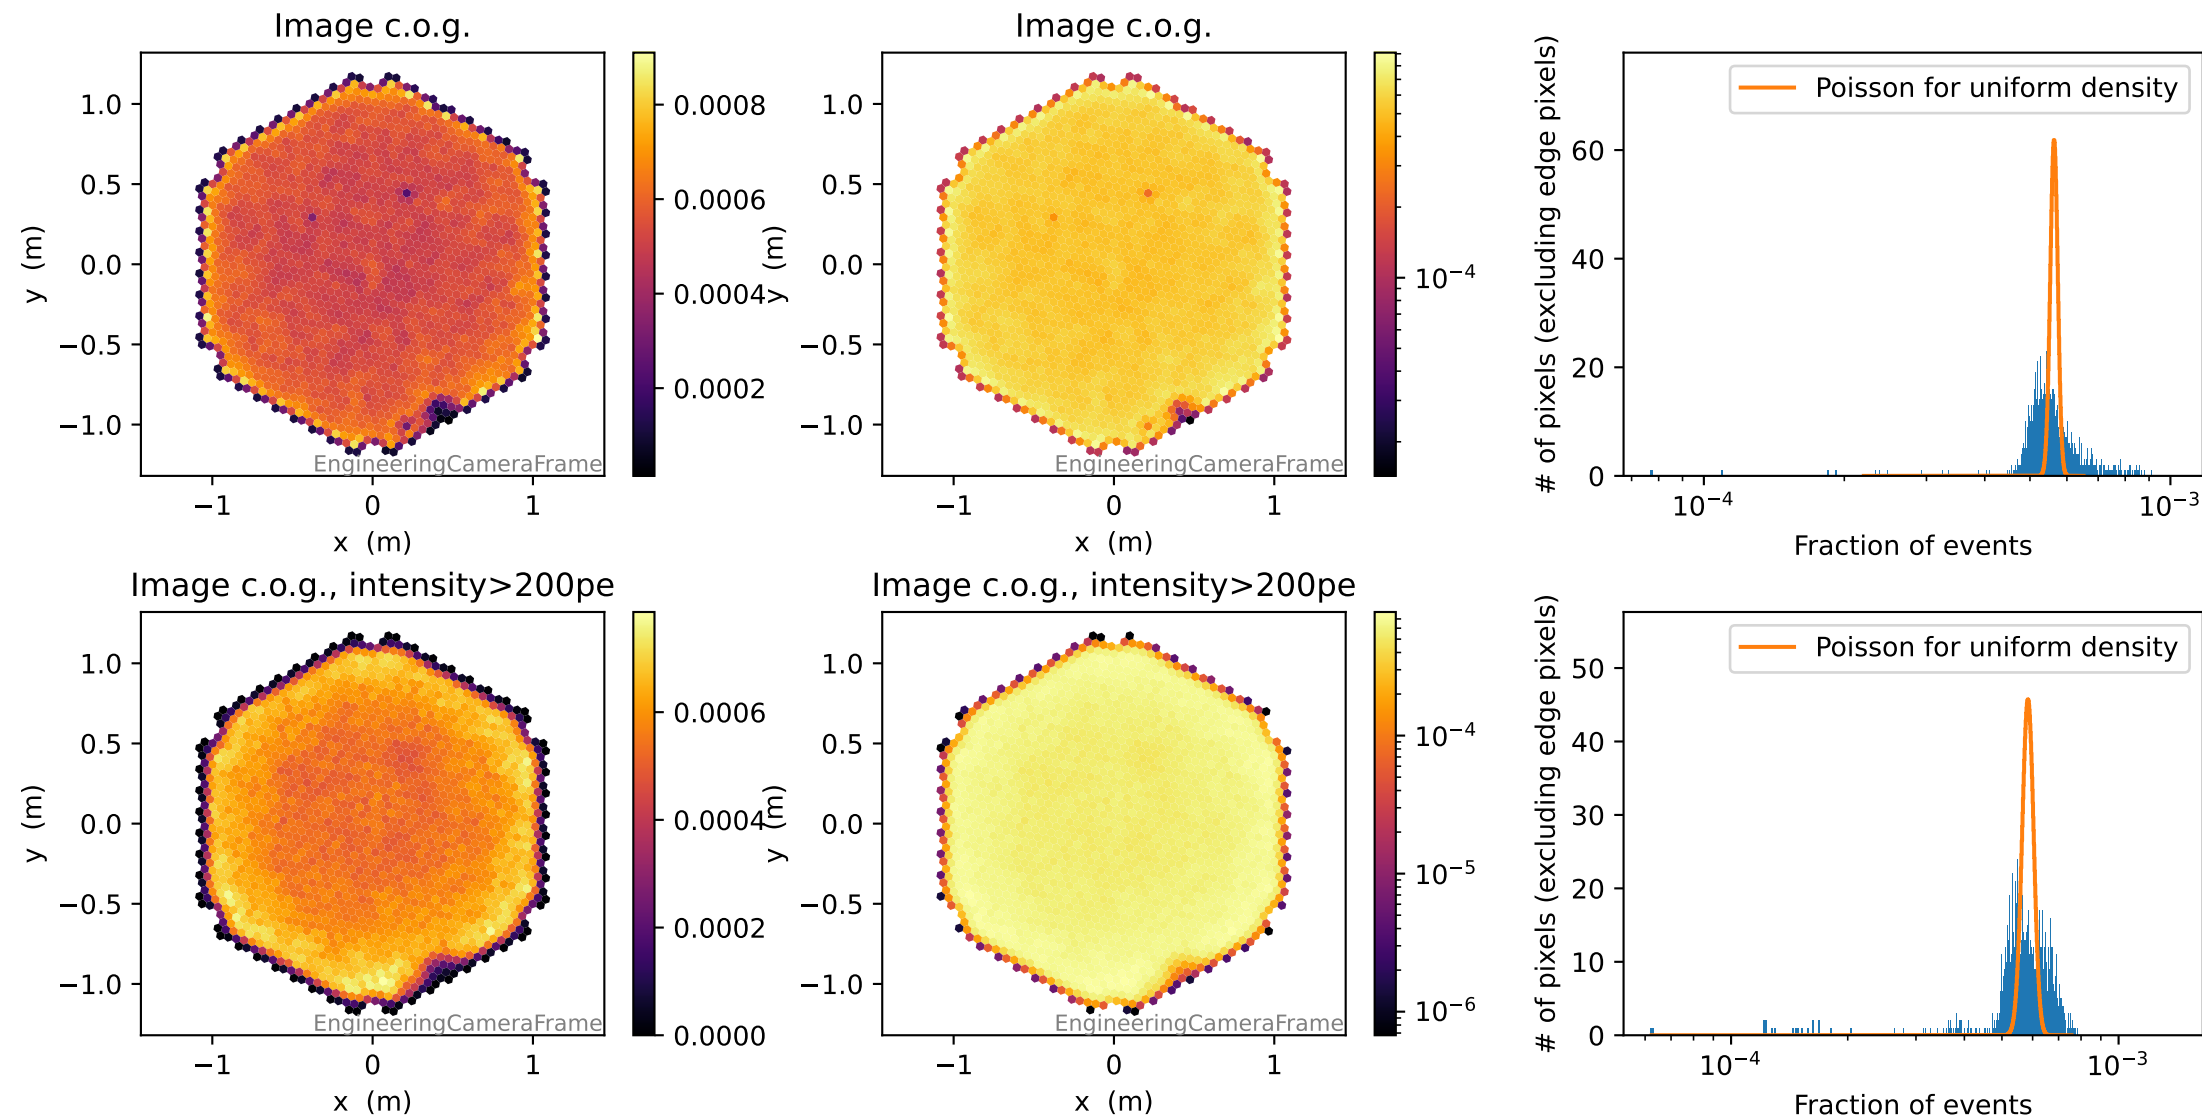 Image c.o.g.
1.0
0.5
0.0
−0.5
−1.0
y (m)
−1
0
1
x (m)
EngineeringCameraFrame
0.0008
0.0006
0.0004
0.0002
Image c.o.g.
1.0
0.5
0.0
−0.5
−1.0
y (m)
−1
0
1
x (m)
EngineeringCameraFrame
10⁻⁴
Poisson for uniform density
60
40
20
0
# of pixels (excluding edge pixels)
10⁻⁴
10⁻³
Fraction of events
Image c.o.g., intensity>200pe
1.0
0.5
0.0
−0.5
−1.0
y (m)
−1
0
1
x (m)
EngineeringCameraFrame
0.0006
0.0004
0.0002
0.0000
Image c.o.g., intensity>200pe
1.0
0.5
0.0
−0.5
−1.0
y (m)
−1
0
1
x (m)
EngineeringCameraFrame
10⁻⁴
10⁻⁵
10⁻⁶
Poisson for uniform density
50
40
30
20
10
0
# of pixels (excluding edge pixels)
10⁻⁴
10⁻³
Fraction of events